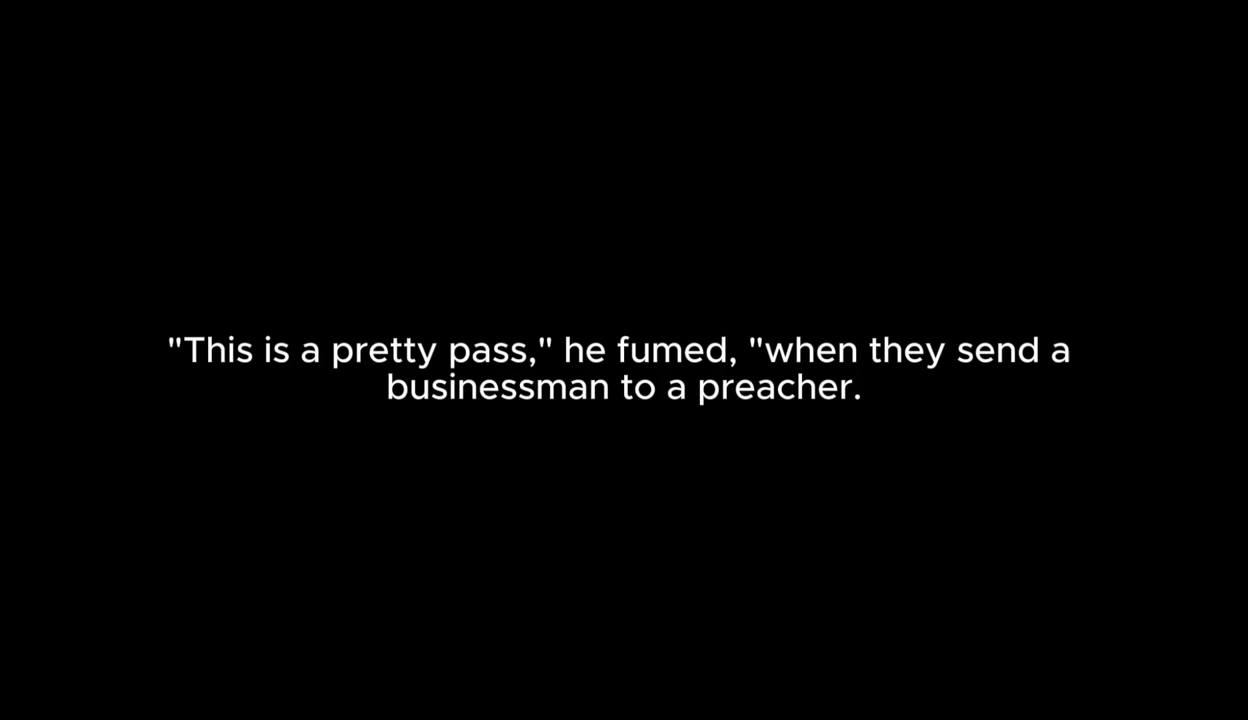 "This is a pretty pass," he fumed, "when they send a
businessman to a preacher.